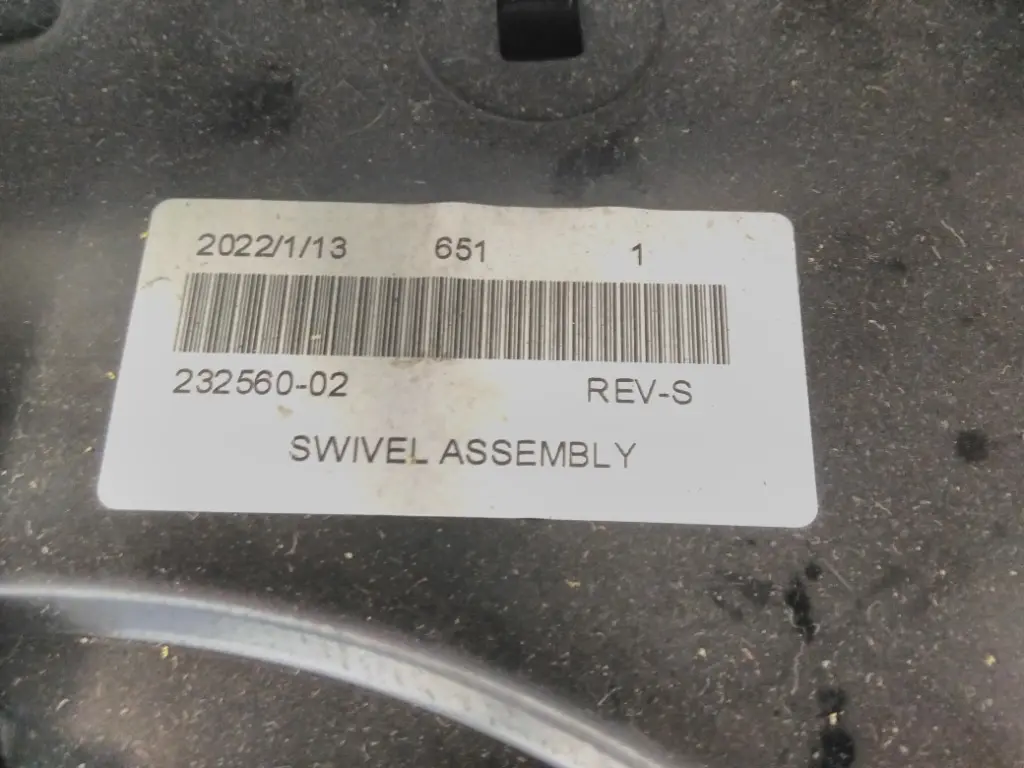 2022/1/13 651 1
232560-02 REV-S
SWIVEL ASSEMBLY